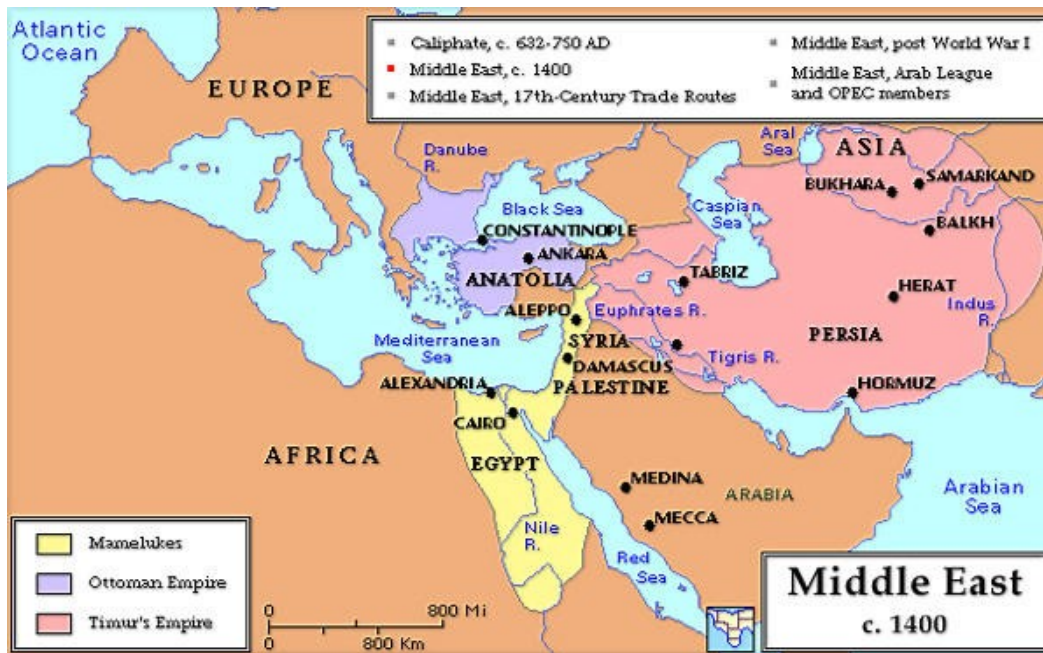 Atlantic
Ocean
Caliphate, c. 632-750 AD
Middle East, c. 1400
Middle East, 17th-Century Trade Routes
Middle East, post World War I
Middle East, Arab League
and OPEC members
EUROPE
Danube
R.
Aral
Sea
ASIA
BUKHARA
SAMARKAND
Black Sea
Caspian
Sea
CONSTANTINOPLE
BALKH
ANKARA
ANATOLIA
TABRIZ
HERAT
ALEPPO
Euphrates R.
Indus
R.
Mediterranean
Sea
SYRIA
PERSIA
DAMASCUS
Tigris R.
ALEXANDRIA
PALESTINE
HORMUZ
CAIRO
AFRICA
EGYPT
MEDINA
ARABIA
Arabian
Sea
MECCA
Nile
R.
Red
Sea
Mamelukes
Ottoman Empire
Timur's Empire
0 800 Mi
0 800 Km
Middle East
c. 1400